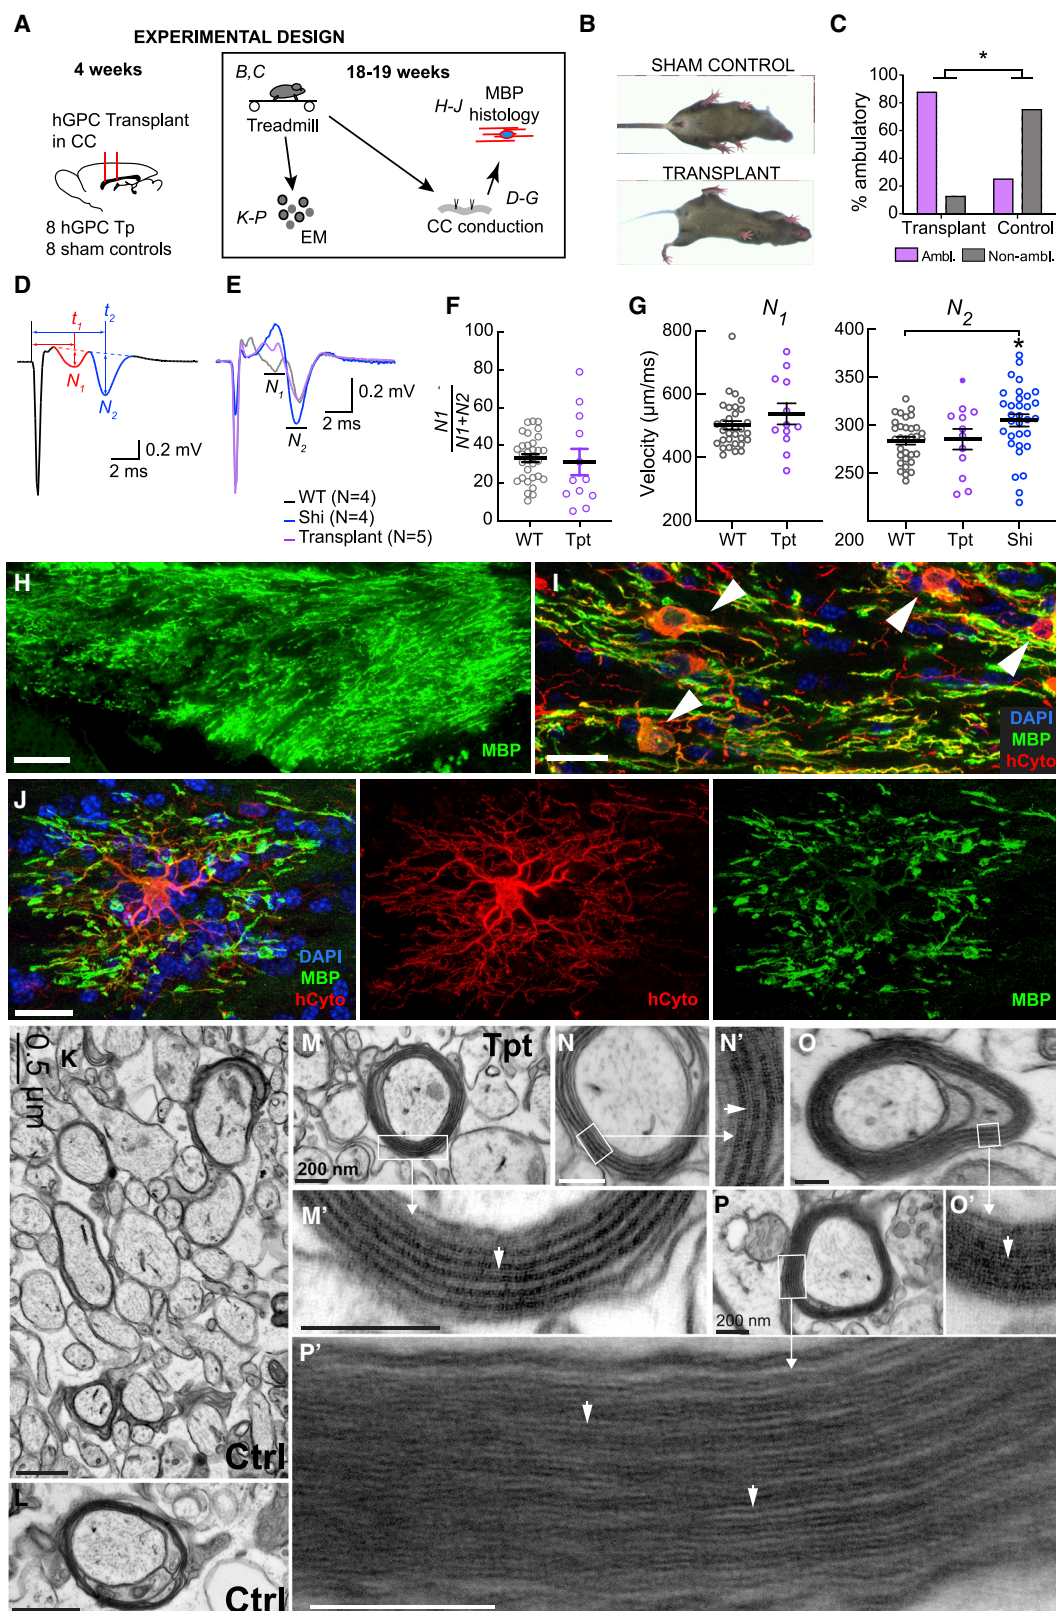 A
EXPERIMENTAL DESIGN
4 weeks
hGPC Transplant
in CC
8 hGPC Tp
8 sham controls
B,C
18-19 weeks
Treadmill
H-J
MBP
histology
K-P
EM
D-G
CC conduction
B
SHAM CONTROL
TRANSPLANT
C
*
% ambulatory
100
80
60
40
20
0
Transplant Control
Ambl. Non-ambl.
D
t1
t2
N1
N2
0.2 mV
2 ms
E
N1
N2
0.2 mV
2 ms
WT (N=4)
Shi (N=4)
Transplant (N=5)
F
N1
N1+N2
100
80
60
40
20
0
WT Tpt
G
N1
Velocity (µm/ms)
800
600
400
200
WT Tpt
N2
*
400
350
300
250
200
WT Tpt Shi
H
MBP
I
DAPI
MBP
hCyto
J
DAPI
MBP
hCyto
hCyto
MBP
K
0.5 µm
Ctrl
L
Ctrl
M
Tpt
200 nm
N
N'
O
M'
P
200 nm
O'
P'